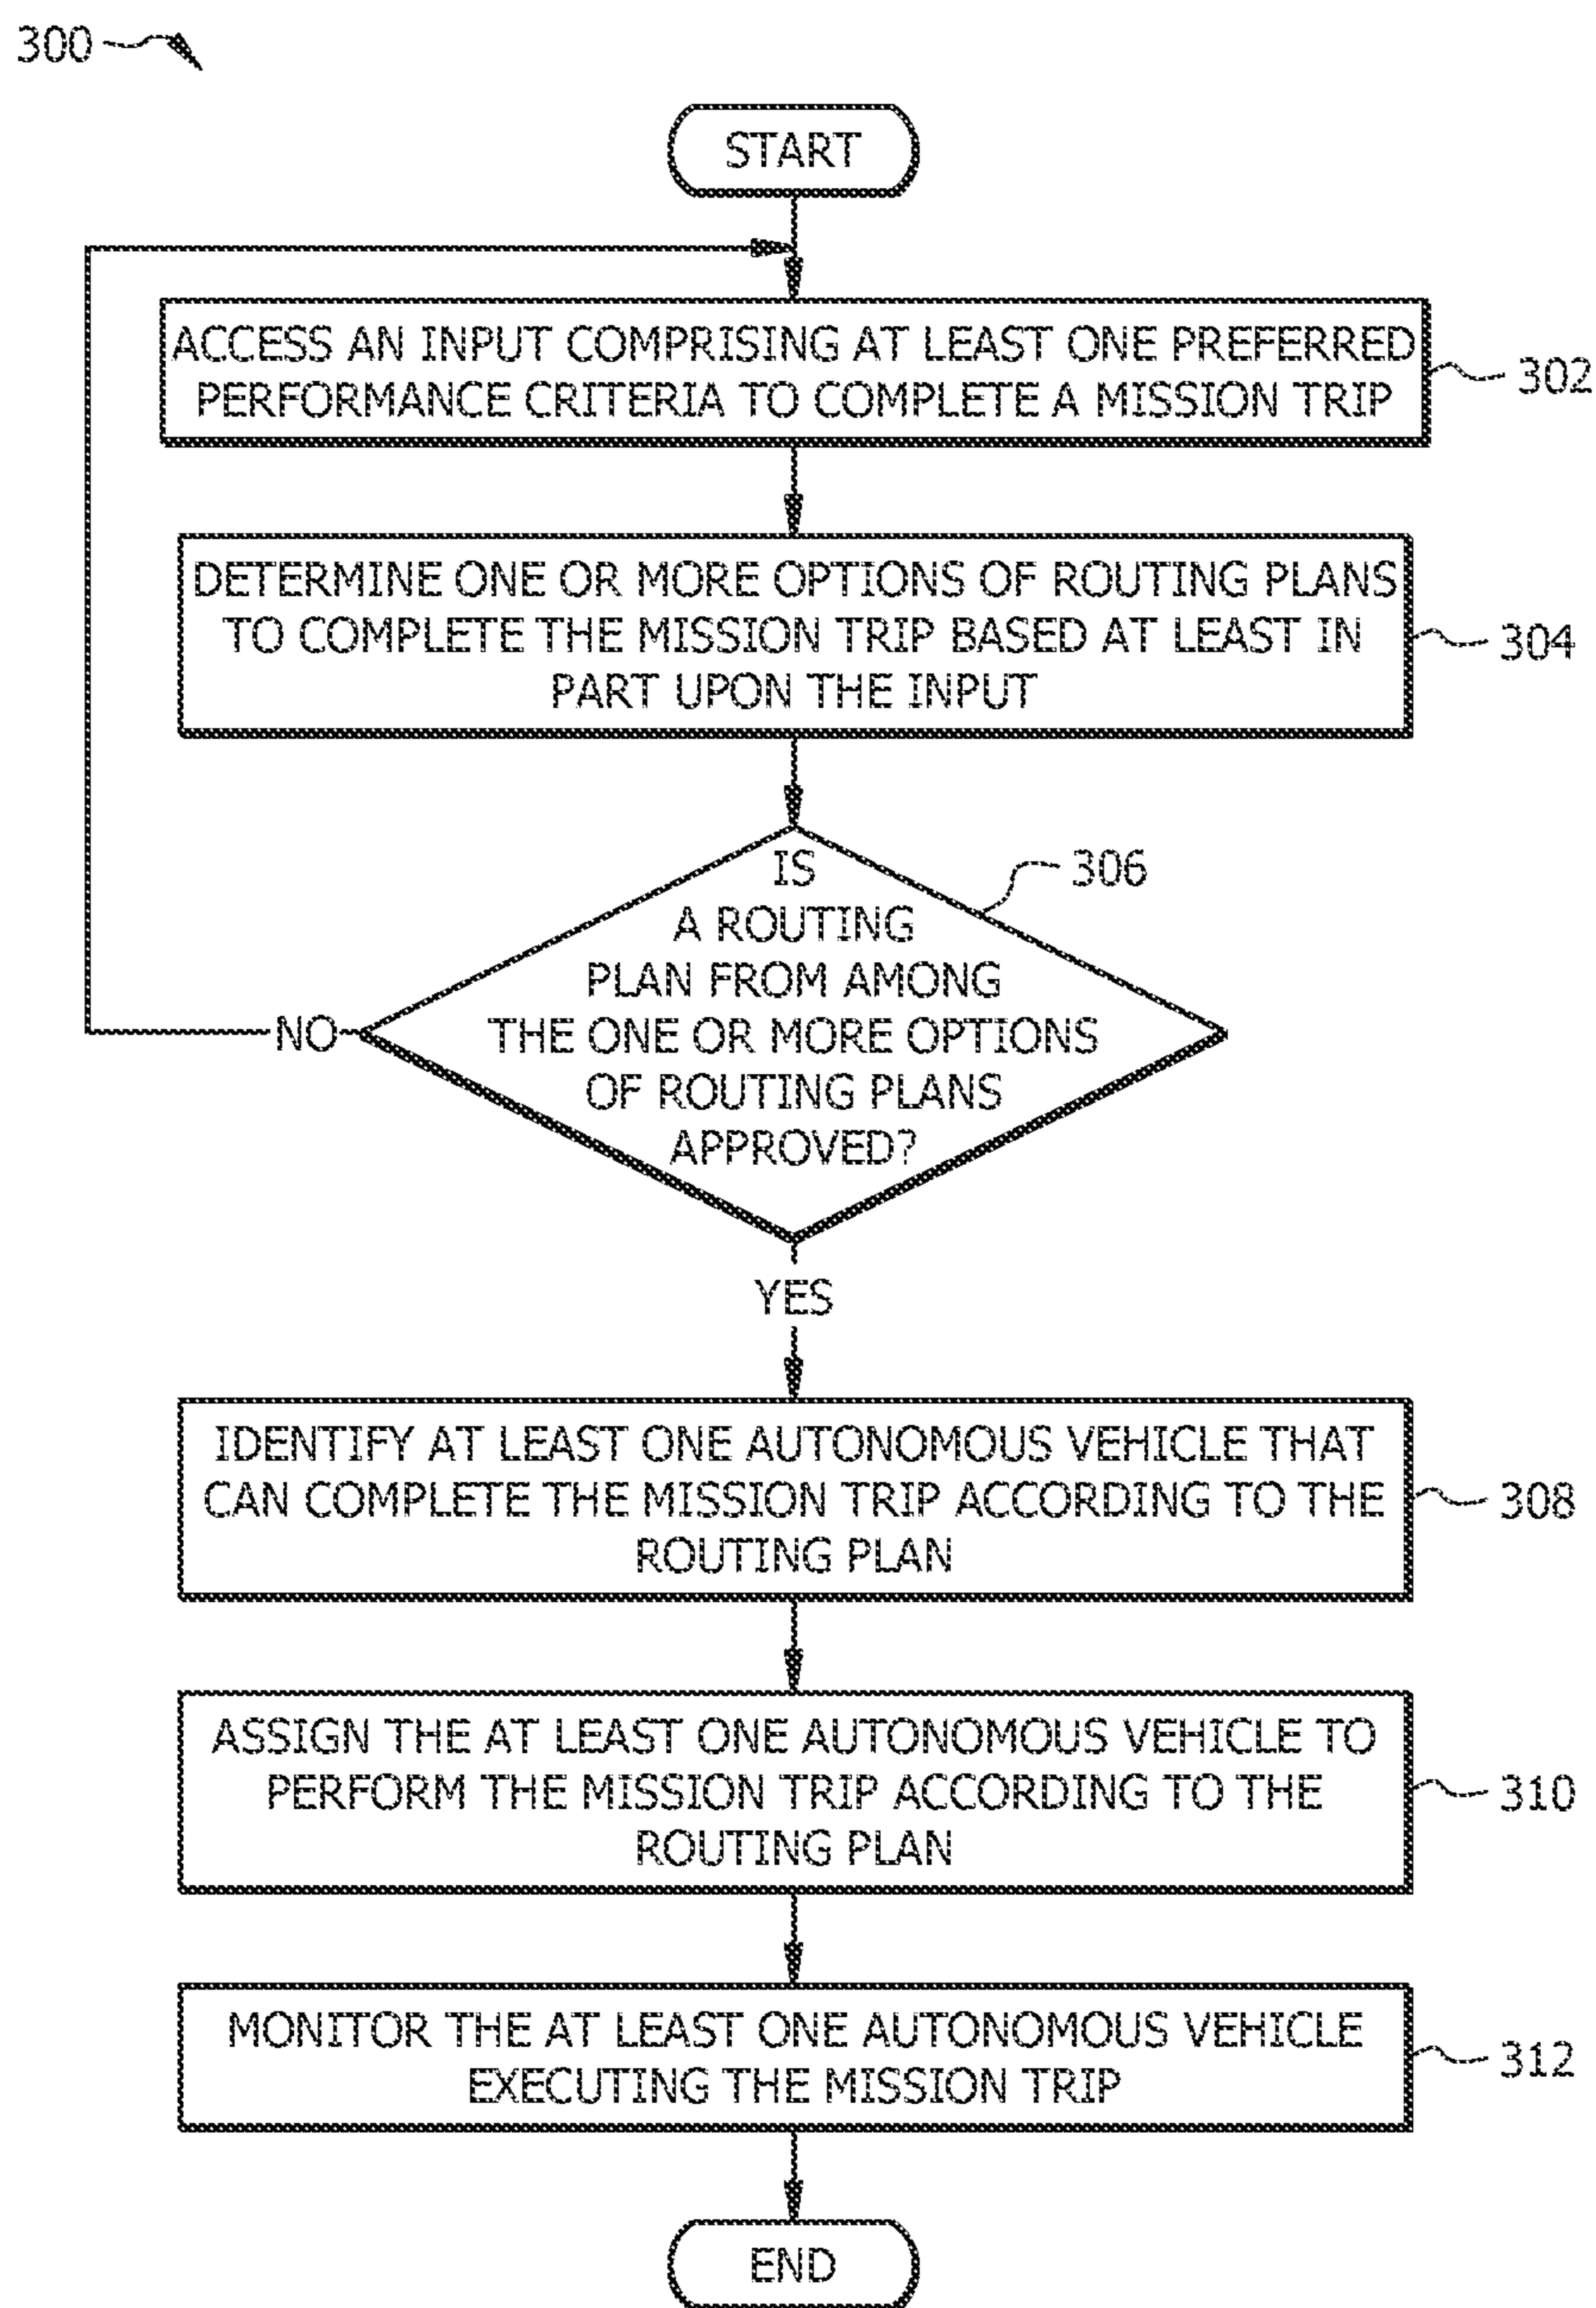 300
START
ACCESS AN INPUT COMPRISING AT LEAST ONE PREFERRED
PERFORMANCE CRITERIA TO COMPLETE A MISSION TRIP
302
DETERMINE ONE OR MORE OPTIONS OF ROUTING PLANS
TO COMPLETE THE MISSION TRIP BASED AT LEAST IN
PART UPON THE INPUT
304
IS
A ROUTING
PLAN FROM AMONG
THE ONE OR MORE OPTIONS
OF ROUTING PLANS
APPROVED?
306
NO
YES
IDENTIFY AT LEAST ONE AUTONOMOUS VEHICLE THAT
CAN COMPLETE THE MISSION TRIP ACCORDING TO THE
ROUTING PLAN
308
ASSIGN THE AT LEAST ONE AUTONOMOUS VEHICLE TO
PERFORM THE MISSION TRIP ACCORDING TO THE
ROUTING PLAN
310
MONITOR THE AT LEAST ONE AUTONOMOUS VEHICLE
EXECUTING THE MISSION TRIP
312
END